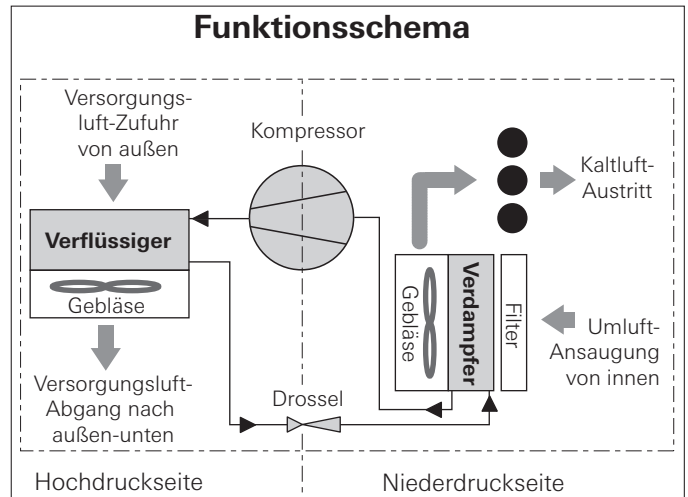 Funktionsschema
Versorgungs-
luft-Zufuhr
von außen
Kompressor
Kaltluft-
Austritt
Verflüssiger
Gebläse
Gebläse
Verdampfer
Filter
Umluft-
Ansaugung
von innen
Versorgungsluft-
Abgang nach
außen-unten
Drossel
Hochdruckseite
Niederdruckseite